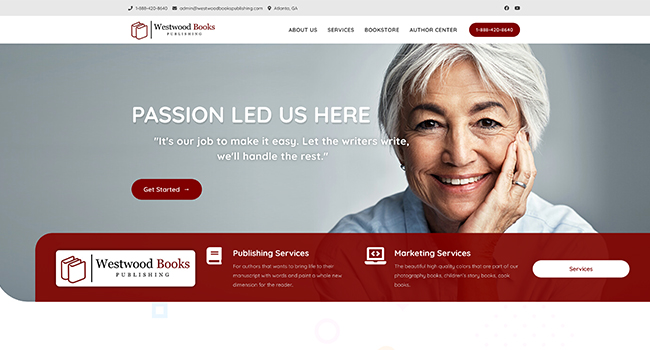 1-888-420-8640 admin@westwoodbookspublishing.com Atlanta, GA
Westwood Books
PUBLISHING
ABOUT US SERVICES BOOKSTORE AUTHOR CENTER 1-888-420-8640
PASSION LED US HERE
"It's our job to make it easy. Let the writers write,
we'll handle the rest."
Get Started →
Westwood Books
PUBLISHING
Publishing Services
For authors that wants to bring life to their
manuscript with words and paint a whole new
dimension for the reader.
Marketing Services
The beautiful high quality colors that are part of our
photography books, children's story books, cook
books.
Services